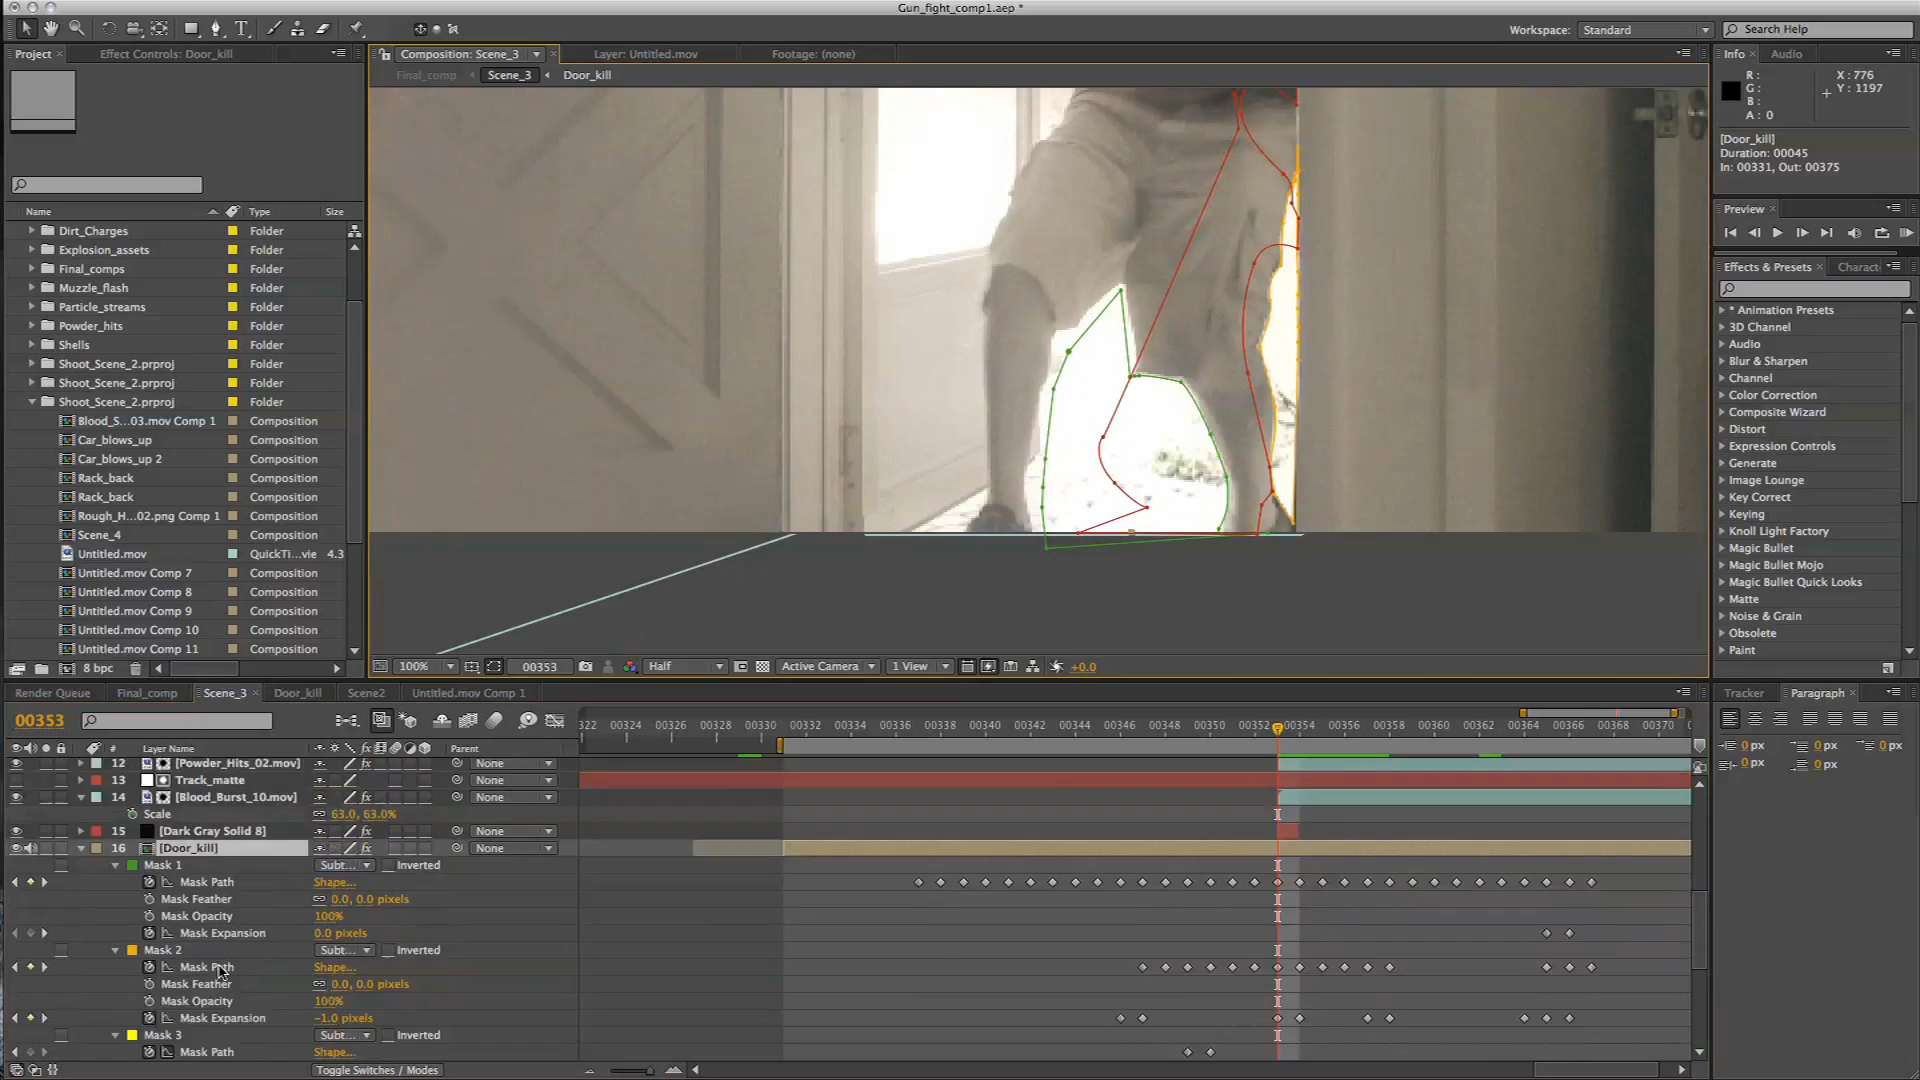 Gun_fight_comp1.aep *
Workspace: Standard
Search Help
Project
Effect Controls: Door_kill
Composition: Scene_3
Layer: Untitled.mov
Footage: (none)
Final_comp
Scene_3
Door_kill
Info
Audio
R :
G :
B :
A : 0
X : 776
Y : 1197
[Door_kill]
Duration: 00045
In: 00331, Out: 00375
Preview
Effects & Presets
Charact
* Animation Presets
3D Channel
Audio
Blur & Sharpen
Channel
Color Correction
Composite Wizard
Distort
Expression Controls
Generate
Image Lounge
Key Correct
Keying
Knoll Light Factory
Magic Bullet
Magic Bullet Mojo
Magic Bullet Quick Looks
Matte
Noise & Grain
Obsolete
Paint
Name Type Size
Dirt_Charges Folder
Explosion_assets Folder
Final_comps Folder
Muzzle_flash Folder
Particle_streams Folder
Powder_hits Folder
Shells Folder
Shoot_Scene_2.prproj Folder
Shoot_Scene_2.prproj Folder
Shoot_Scene_2.prproj Folder
Blood_S...03.mov Comp 1 Composition
Car_blows_up Composition
Car_blows_up 2 Composition
Rack_back Composition
Rack_back Composition
Rough_H...02.png Comp 1 Composition
Scene_4 Composition
Untitled.mov QuickTi...vie 4.3
Untitled.mov Comp 7 Composition
Untitled.mov Comp 8 Composition
Untitled.mov Comp 9 Composition
Untitled.mov Comp 10 Composition
Untitled.mov Comp 11 Composition
8 bpc
100% 00353 Half Active Camera 1 View +0.0
Render Queue Final_comp Scene_3 Door_kill Scene2 Untitled.mov Comp 1
Tracker Paragraph
00353
322 00324 00326 00328 00330 00332 00334 00336 00338 00340 00342 00344 00346 00348 00350 00352 00354 00356 00358 00360 00362 00364 00366 00368 00370
0 px 0 px 0 px
0 px 0 px
# Layer Name fx Parent
12 [Powder_Hits_02.mov] fx None
13 Track_matte None
14 [Blood_Burst_10.mov] fx None
Scale 63.0, 63.0%
15 [Dark Gray Solid 8] fx None
16 [Door_kill] fx None
Mask 1 Subt... Inverted
Mask Path Shape...
Mask Feather 0.0, 0.0 pixels
Mask Opacity 100%
Mask Expansion 0.0 pixels
Mask 2 Subt... Inverted
Mask Path Shape...
Mask Feather 0.0, 0.0 pixels
Mask Opacity 100%
Mask Expansion -1.0 pixels
Mask 3 Subt... Inverted
Mask Path Shape...
Toggle Switches / Modes